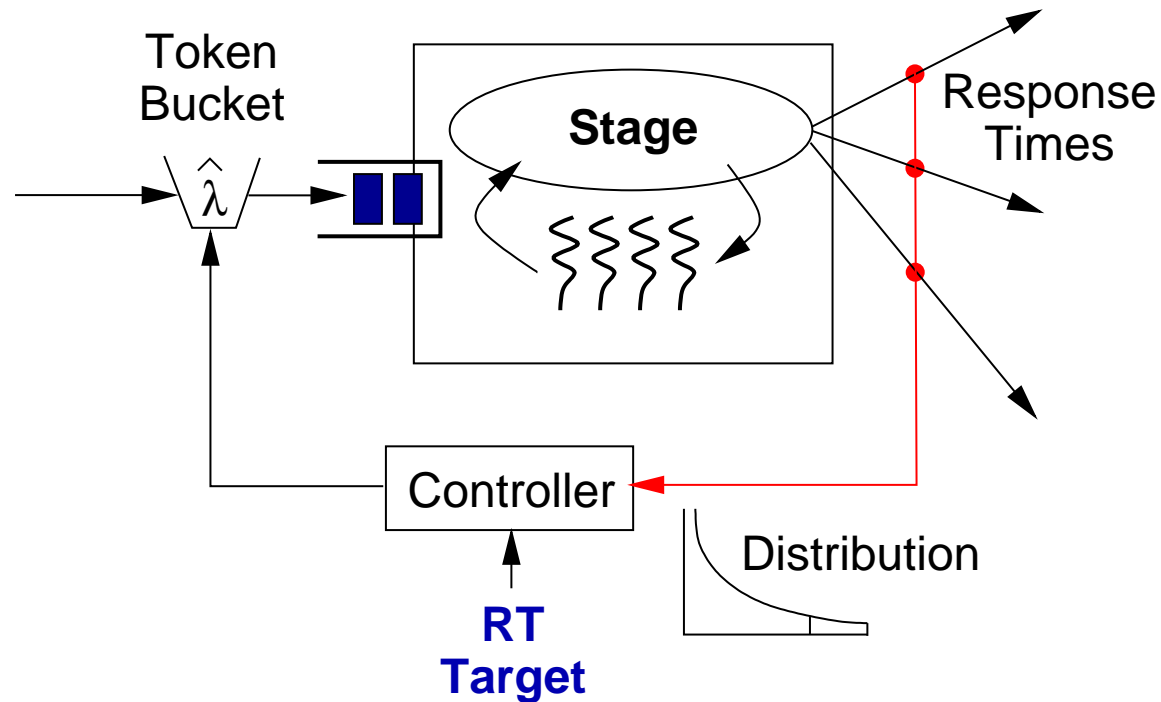 Token
Bucket
λ̂
Stage
Response
Times
Controller
Distribution
RT
Target